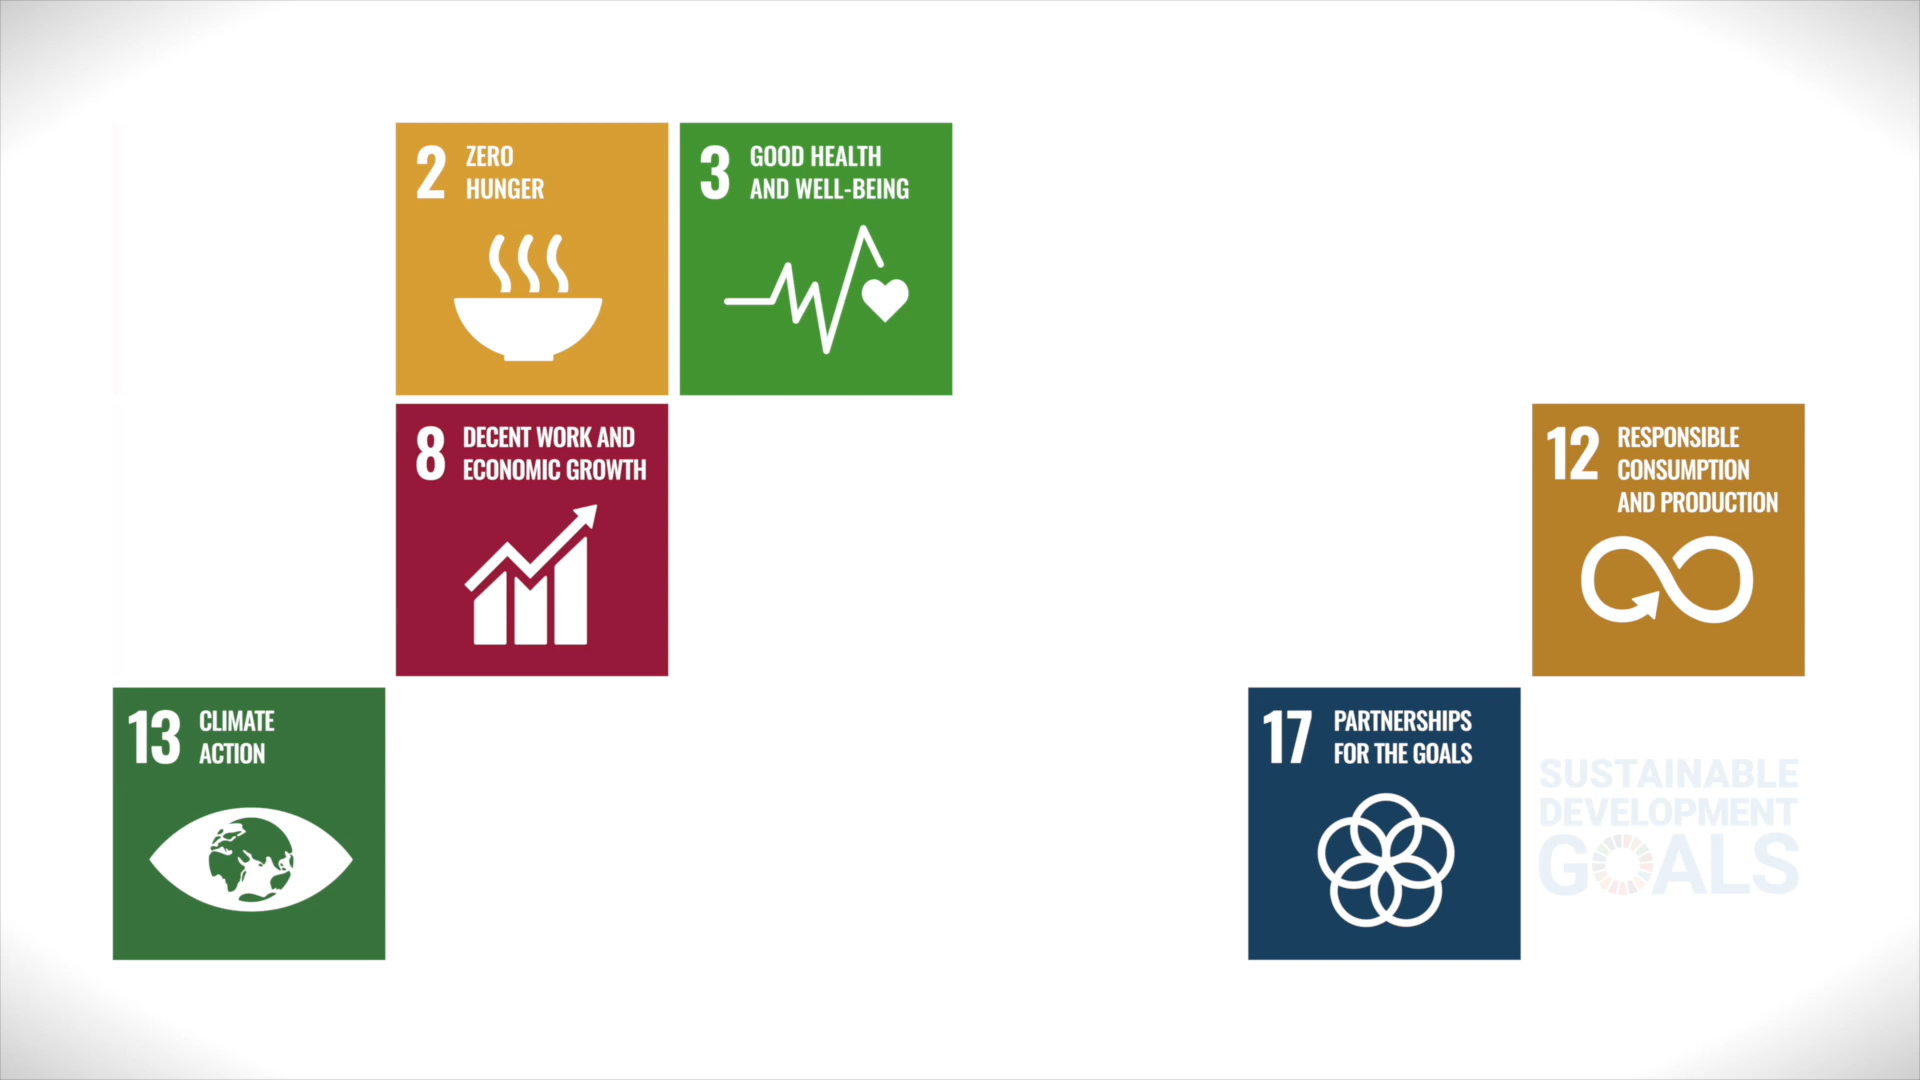 2 ZERO
HUNGER
3 GOOD HEALTH
AND WELL-BEING
8 DECENT WORK AND
ECONOMIC GROWTH
12 RESPONSIBLE
CONSUMPTION
AND PRODUCTION
13 CLIMATE
ACTION
17 PARTNERSHIPS
FOR THE GOALS
SUSTAINABLE
DEVELOPMENT
GOALS